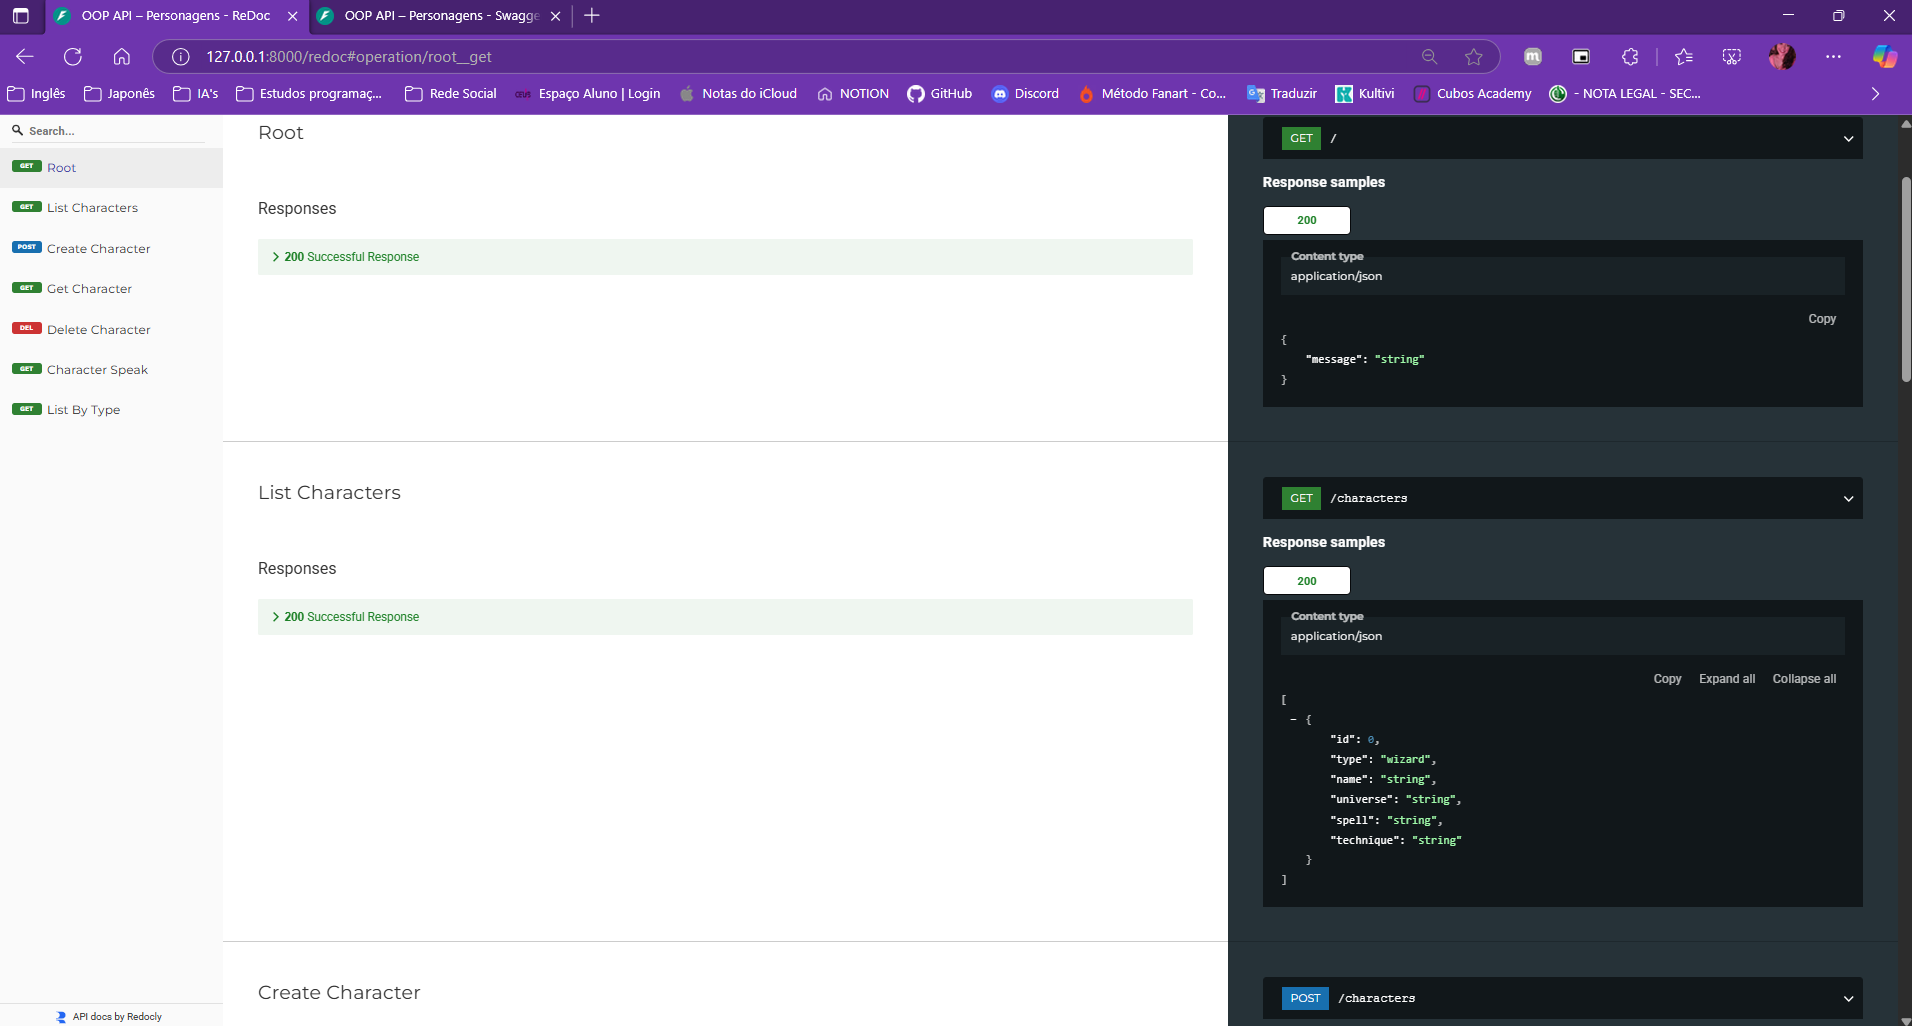 OOP API – Personagens - ReDoc
OOP API – Personagens - Swagge
127.0.0.1:8000/redoc#operation/root__get
Inglês
Japonês
IA's
Estudos programaç...
Rede Social
Espaço Aluno | Login
Notas do iCloud
NOTION
GitHub
Discord
Método Fanart - Co...
Traduzir
Kultivi
Cubos Academy
- NOTA LEGAL - SEC...
Search...
GET Root
GET List Characters
POST Create Character
GET Get Character
DEL Delete Character
GET Character Speak
GET List By Type
API docs by Redocly
Root
Responses
200 Successful Response
GET /
Response samples
200
Content type
application/json
Copy
{
"message": "string"
}
List Characters
Responses
200 Successful Response
GET /characters
Response samples
200
Content type
application/json
Copy Expand all Collapse all
[
- {
"id": 0,
"type": "wizard",
"name": "string",
"universe": "string",
"spell": "string",
"technique": "string"
}
]
Create Character
POST /characters